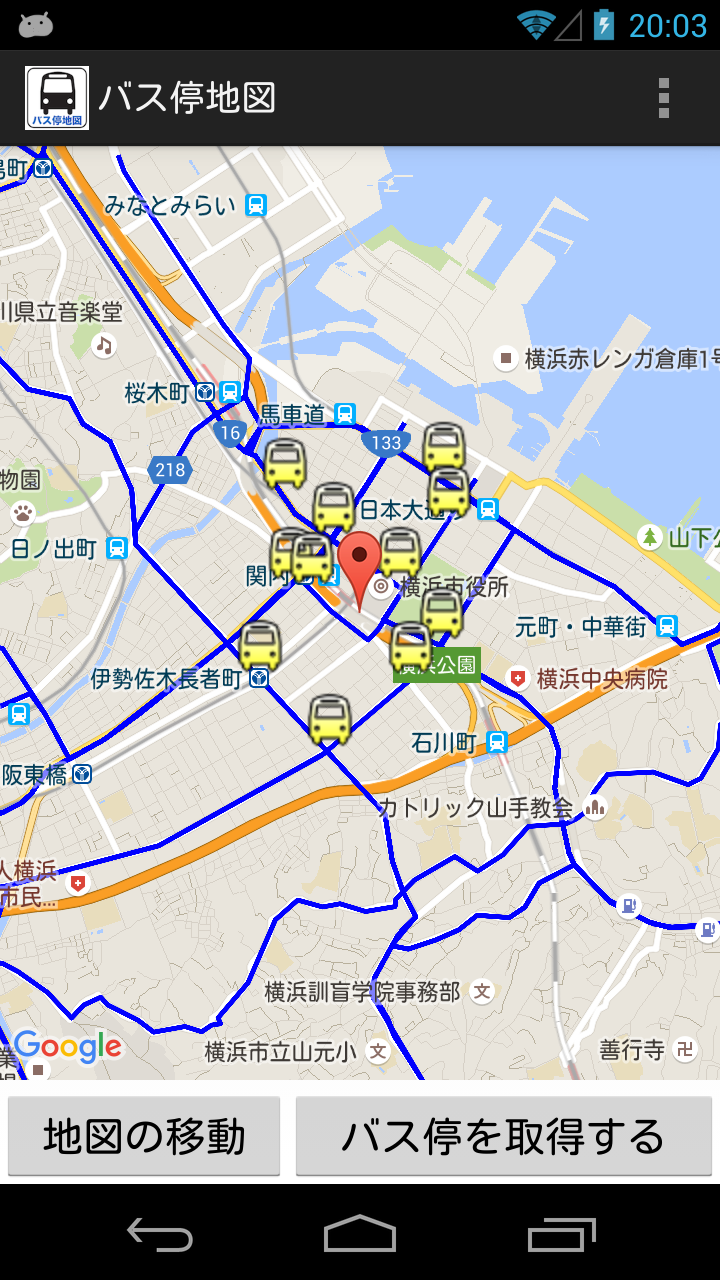 20:03
バス停地図
バス停地図
みなとみらい
川県立音楽堂
横浜赤レンガ倉庫1号
桜木町
馬車道
16
133
218
物園
日本大通り
日ノ出町
山下公
関内
横浜市役所
元町・中華街
伊勢佐木長者町
横浜公園
横浜中央病院
石川町
阪東橋
カトリック山手教会
人横浜
市民...
横浜訓盲学院事務部
文
Google
横浜市立山元小
文
善行寺
卍
地図の移動
バス停を取得する